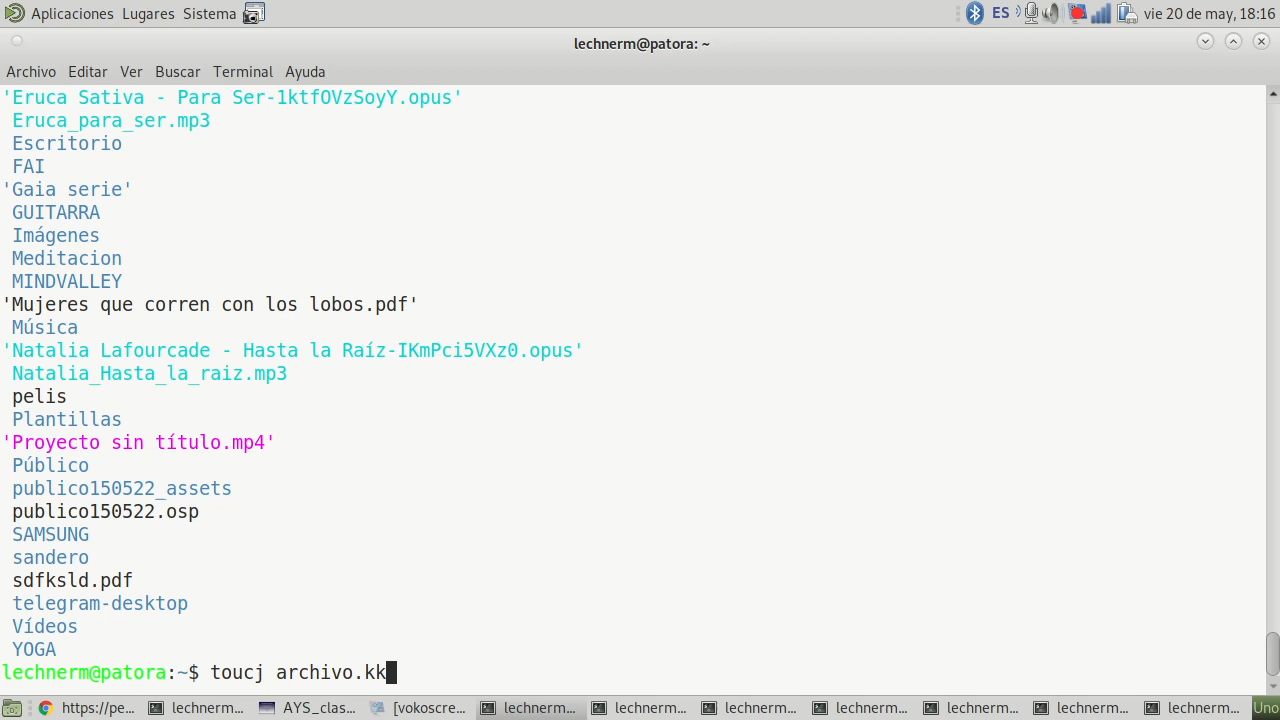 Aplicaciones Lugares Sistema ES vie 20 de may, 18:16
lechnerm@patora: ~
Archivo Editar Ver Buscar Terminal Ayuda
'Eruca Sativa - Para Ser-1ktfOVzSoyY.opus'
Eruca_para_ser.mp3
Escritorio
FAI
'Gaia serie'
GUITARRA
Imágenes
Meditacion
MINDVALLEY
'Mujeres que corren con los lobos.pdf'
Música
'Natalia Lafourcade - Hasta la Raíz-IKmPci5VXz0.opus'
Natalia_Hasta_la_raiz.mp3
pelis
Plantillas
'Proyecto sin título.mp4'
Público
publico150522_assets
publico150522.osp
SAMSUNG
sandero
sdfksld.pdf
telegram-desktop
Vídeos
YOGA
lechnerm@patora:~$ toucj archivo.kk
https://pe... lechnerm... AYS_clas... [vokoscre... lechnerm... lechnerm... lechnerm... lechnerm... lechnerm... lechnerm... lechnerm... Uno